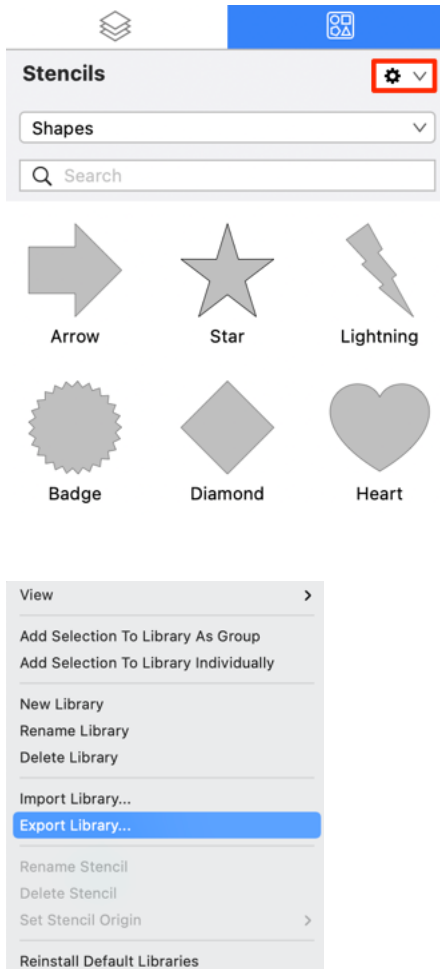 Stencils
Shapes
Search
Arrow Star Lightning
Badge Diamond Heart
View
Add Selection To Library As Group
Add Selection To Library Individually
New Library
Rename Library
Delete Library
Import Library...
Export Library...
Rename Stencil
Delete Stencil
Set Stencil Origin
Reinstall Default Libraries